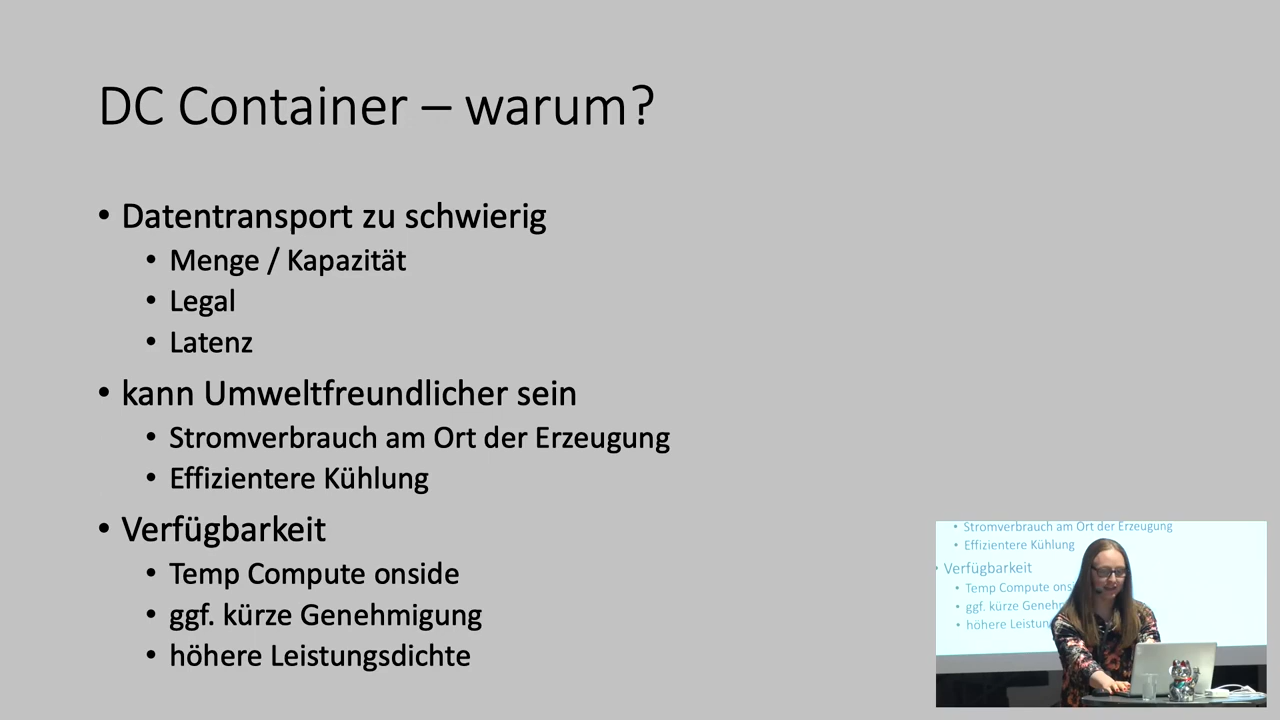 DC Container – warum?
• Datentransport zu schwierig
• Menge / Kapazität
• Legal
• Latenz
• kann Umweltfreundlicher sein
• Stromverbrauch am Ort der Erzeugung
• Effizientere Kühlung
• Verfügbarkeit
• Temp Compute onside
• ggf. kürze Genehmigung
• höhere Leistungsdichte
• Stromverbrauch am Ort der Erzeugung
• Effizientere Kühlung
• Verfügbarkeit
• Temp Compute ons
• ggf. kürze Genehm
• höhere Leistun